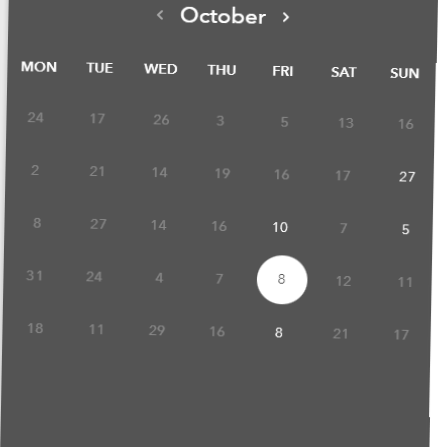 ‹ October ›
MON TUE WED THU FRI SAT SUN
24 17 26 3 5 13 16
2 21 14 19 16 17 27
8 27 14 16 10 7 5
31 24 4 7 8 12 11
18 11 29 16 8 21 17